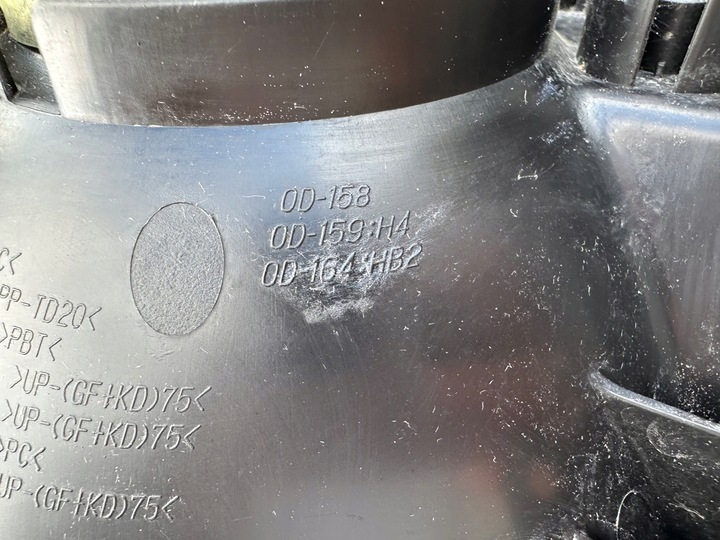 OD-158
OD-159:H4
OD-164:HB2
C<
PP-TD20<
>PBT<
>UP-(GF+KD)75<
>UP-(GF+KD)75<
>PC<
UP-(GF+KD)75<